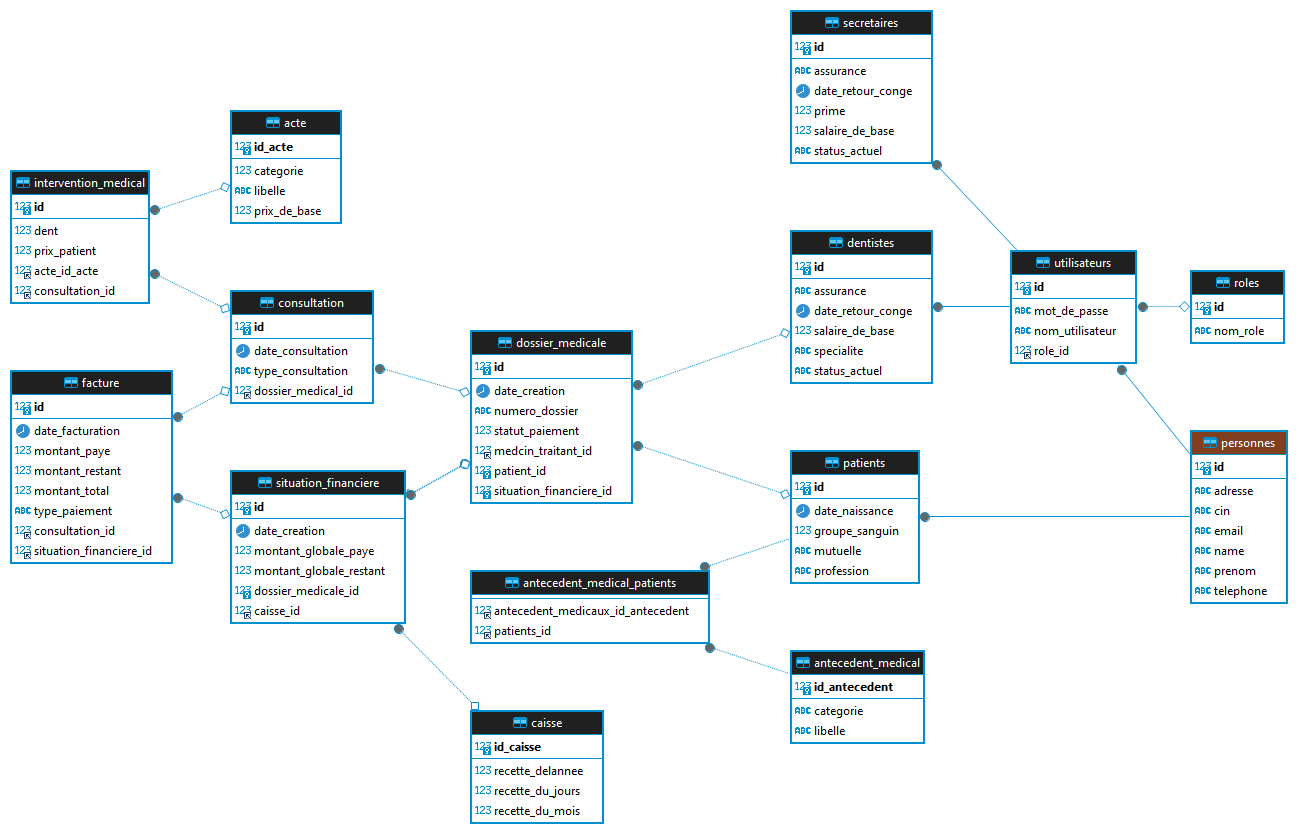 secretaires
123 id
ABC assurance
date_retour_conge
123 prime
123 salaire_de_base
ABC status_actuel
acte
123 id_acte
123 categorie
ABC libelle
123 prix_de_base
intervention_medical
123 id
123 dent
123 prix_patient
123 acte_id_acte
123 consultation_id
dentistes
123 id
ABC assurance
date_retour_conge
123 salaire_de_base
ABC specialite
ABC status_actuel
utilisateurs
123 id
ABC mot_de_passe
ABC nom_utilisateur
123 role_id
roles
123 id
ABC nom_role
consultation
123 id
date_consultation
ABC type_consultation
123 dossier_medical_id
dossier_medicale
123 id
date_creation
ABC numero_dossier
123 statut_paiement
123 medcin_traitant_id
123 patient_id
123 situation_financiere_id
facture
123 id
date_facturation
123 montant_paye
123 montant_restant
123 montant_total
ABC type_paiement
123 consultation_id
123 situation_financiere_id
situation_financiere
123 id
date_creation
123 montant_globale_paye
123 montant_globale_restant
123 dossier_medicale_id
123 caisse_id
patients
123 id
date_naissance
123 groupe_sanguin
ABC mutuelle
ABC profession
personnes
123 id
ABC adresse
ABC cin
ABC email
ABC name
ABC prenom
ABC telephone
antecedent_medical_patients
123 antecedent_medicaux_id_antecedent
123 patients_id
antecedent_medical
123 id_antecedent
ABC categorie
ABC libelle
caisse
123 id_caisse
123 recette_delannee
123 recette_du_jours
123 recette_du_mois